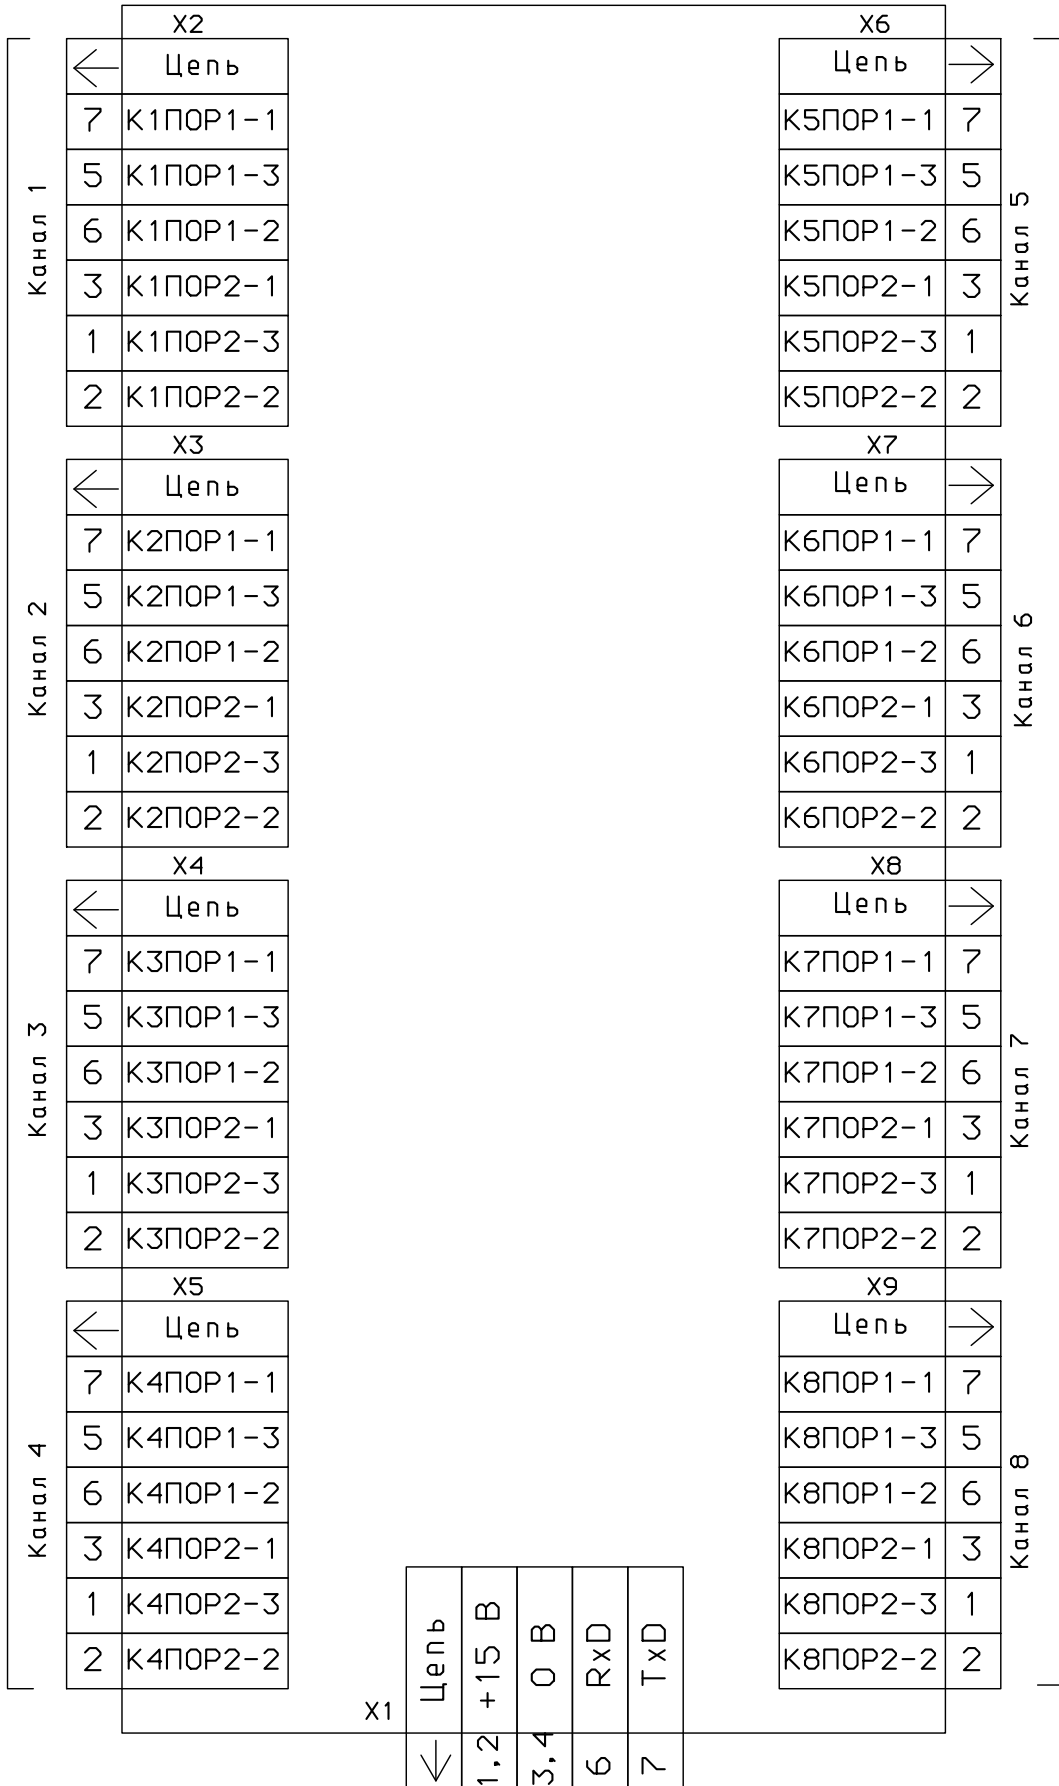 X2
Цепь
7 К1ПОР1-1
5 К1ПОР1-3
6 К1ПОР1-2
3 К1ПОР2-1
1 К1ПОР2-3
2 К1ПОР2-2
Канал 1
X3
Цепь
7 К2ПОР1-1
5 К2ПОР1-3
6 К2ПОР1-2
3 К2ПОР2-1
1 К2ПОР2-3
2 К2ПОР2-2
Канал 2
X4
Цепь
7 К3ПОР1-1
5 К3ПОР1-3
6 К3ПОР1-2
3 К3ПОР2-1
1 К3ПОР2-3
2 К3ПОР2-2
Канал 3
X5
Цепь
7 К4ПОР1-1
5 К4ПОР1-3
6 К4ПОР1-2
3 К4ПОР2-1
1 К4ПОР2-3
2 К4ПОР2-2
Канал 4
X6
Цепь
К5ПОР1-1 7
К5ПОР1-3 5
К5ПОР1-2 6
К5ПОР2-1 3
К5ПОР2-3 1
К5ПОР2-2 2
Канал 5
X7
Цепь
К6ПОР1-1 7
К6ПОР1-3 5
К6ПОР1-2 6
К6ПОР2-1 3
К6ПОР2-3 1
К6ПОР2-2 2
Канал 6
X8
Цепь
К7ПОР1-1 7
К7ПОР1-3 5
К7ПОР1-2 6
К7ПОР2-1 3
К7ПОР2-3 1
К7ПОР2-2 2
Канал 7
X9
Цепь
К8ПОР1-1 7
К8ПОР1-3 5
К8ПОР1-2 6
К8ПОР2-1 3
К8ПОР2-3 1
К8ПОР2-2 2
Канал 8
X1
Цепь
1,2 +15 В
3,4 0 В
6 RxD
7 TxD